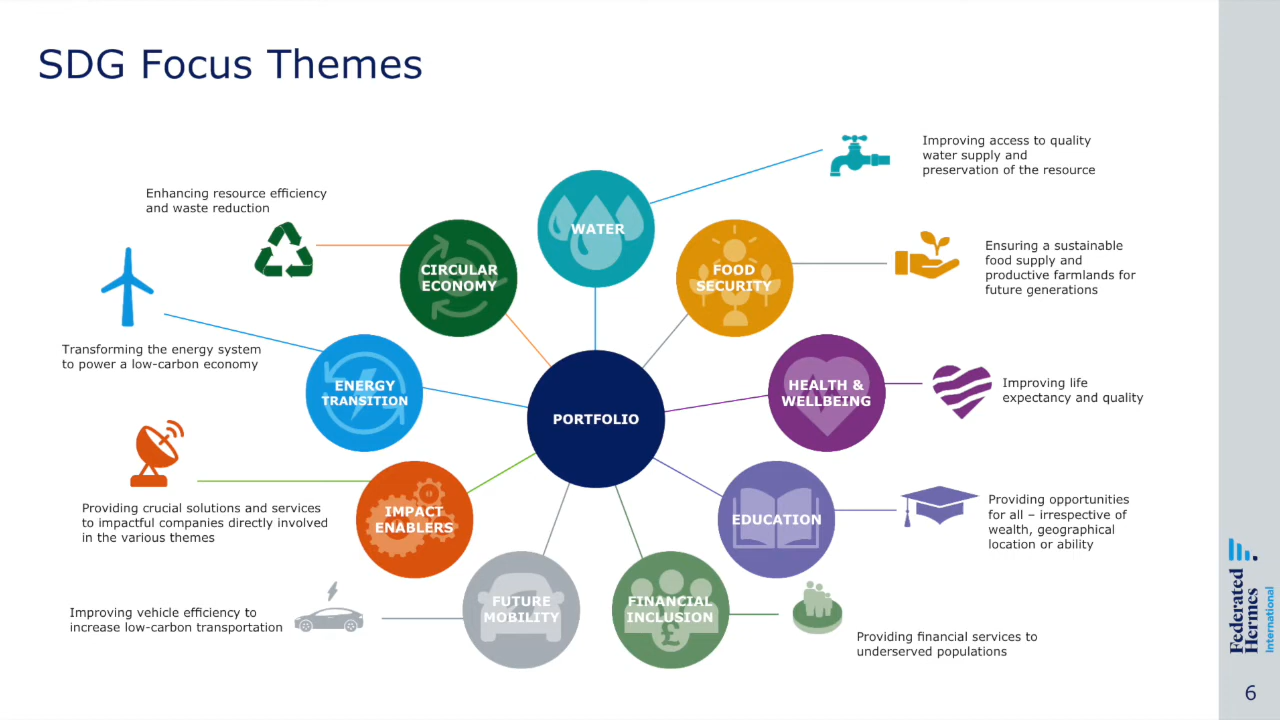 SDG Focus Themes
Improving access to quality
water supply and
preservation of the resource
Enhancing resource efficiency
and waste reduction
WATER
CIRCULAR
ECONOMY
FOOD
SECURITY
Ensuring a sustainable
food supply and
productive farmlands for
future generations
Transforming the energy system
to power a low-carbon economy
ENERGY
TRANSITION
HEALTH &
WELLBEING
Improving life
expectancy and quality
PORTFOLIO
Providing crucial solutions and services
to impactful companies directly involved
in the various themes
IMPACT
ENABLERS
EDUCATION
Providing opportunities
for all – irrespective of
wealth, geographical
location or ability
Improving vehicle efficiency to
increase low-carbon transportation
FUTURE
MOBILITY
FINANCIAL
INCLUSION
£
Providing financial services to
underserved populations
Federated
Hermes
International
6